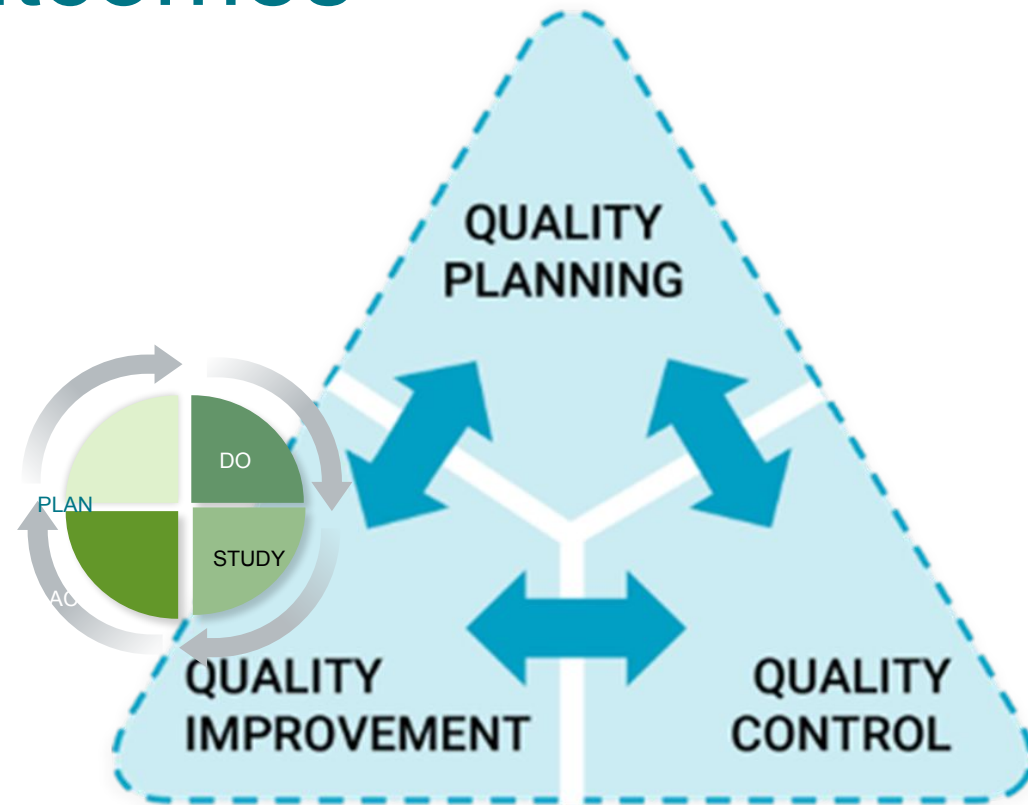 QUALITY
PLANNING
DO
PLAN
STUDY
QUALITY
IMPROVEMENT
QUALITY
CONTROL